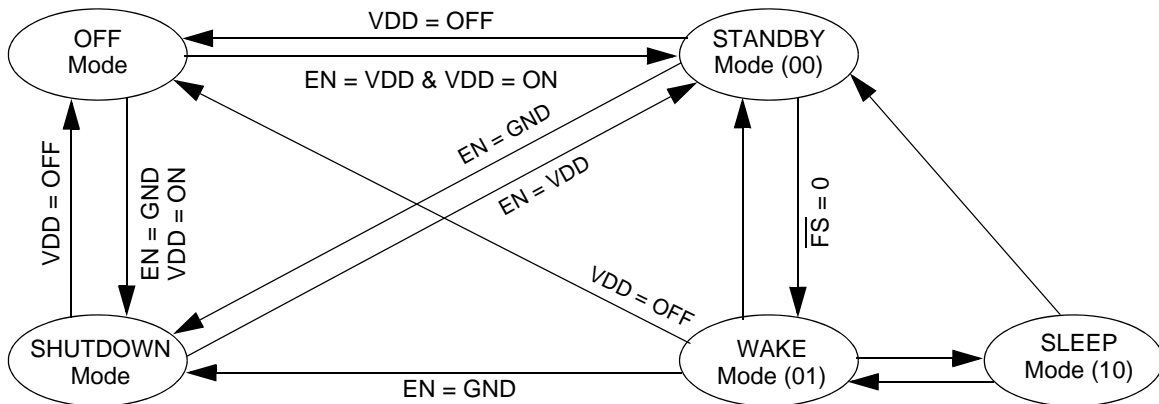 VDD = OFF
OFF
Mode
STANDBY
Mode (00)
EN = VDD & VDD = ON
EN = GND
EN = VDD
VDD = OFF
EN = GND
VDD = ON
F̅S̅ = 0
VDD = OFF
SHUTDOWN
Mode
WAKE
Mode (01)
SLEEP
Mode (10)
EN = GND